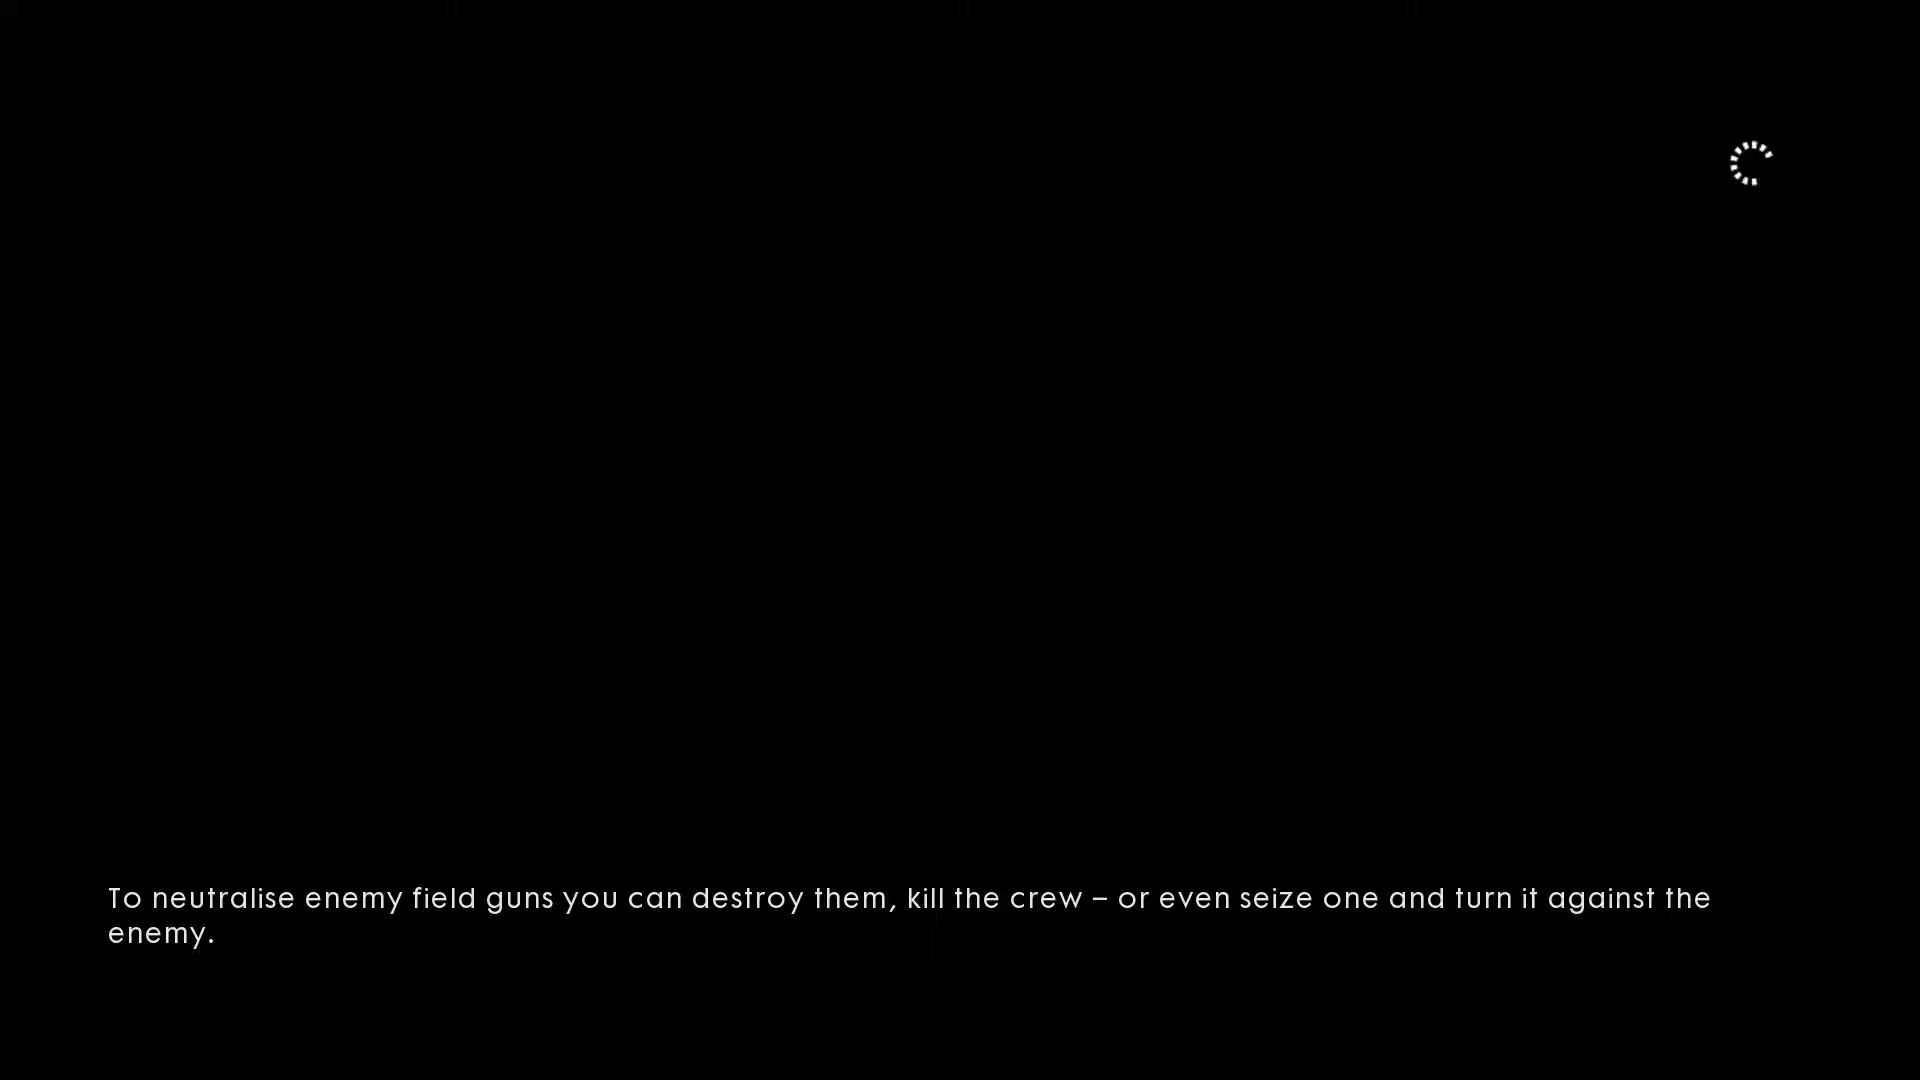 To neutralise enemy field guns you can destroy them, kill the crew – or even seize one and turn it against the
enemy.